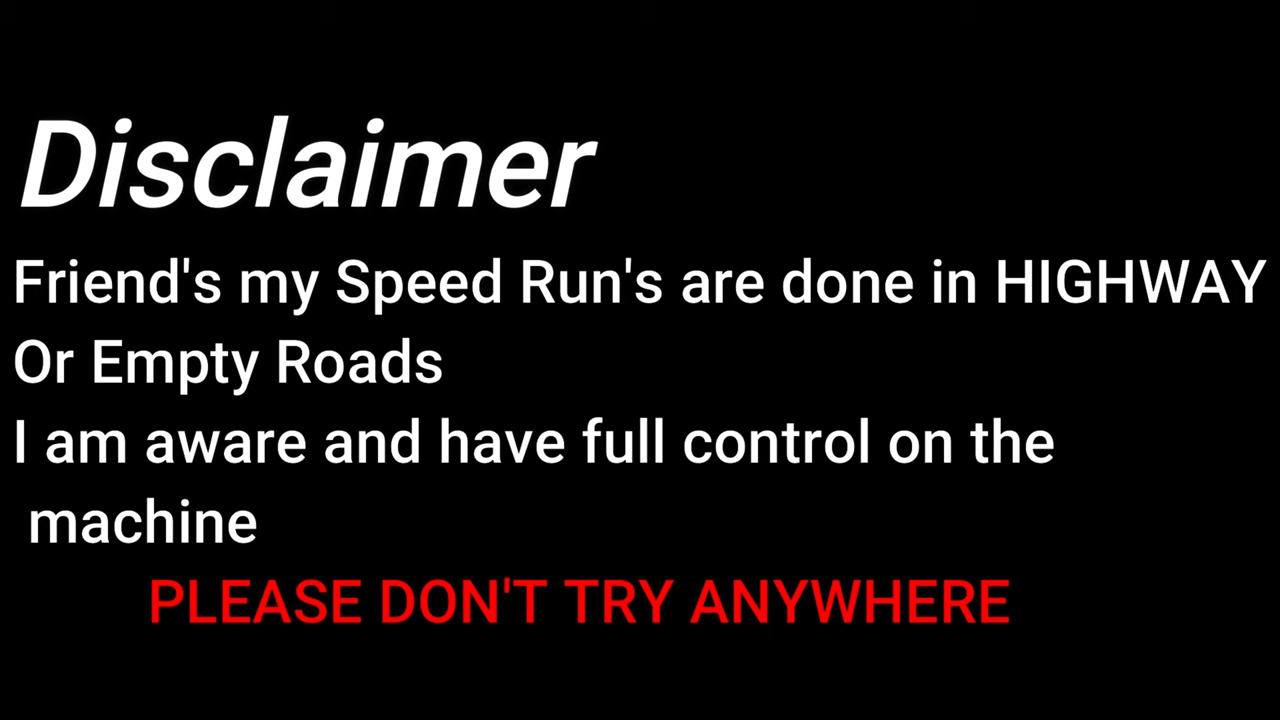 Disclaimer
Friend's my Speed Run's are done in HIGHWAY
Or Empty Roads
I am aware and have full control on the
machine
PLEASE DON'T TRY ANYWHERE